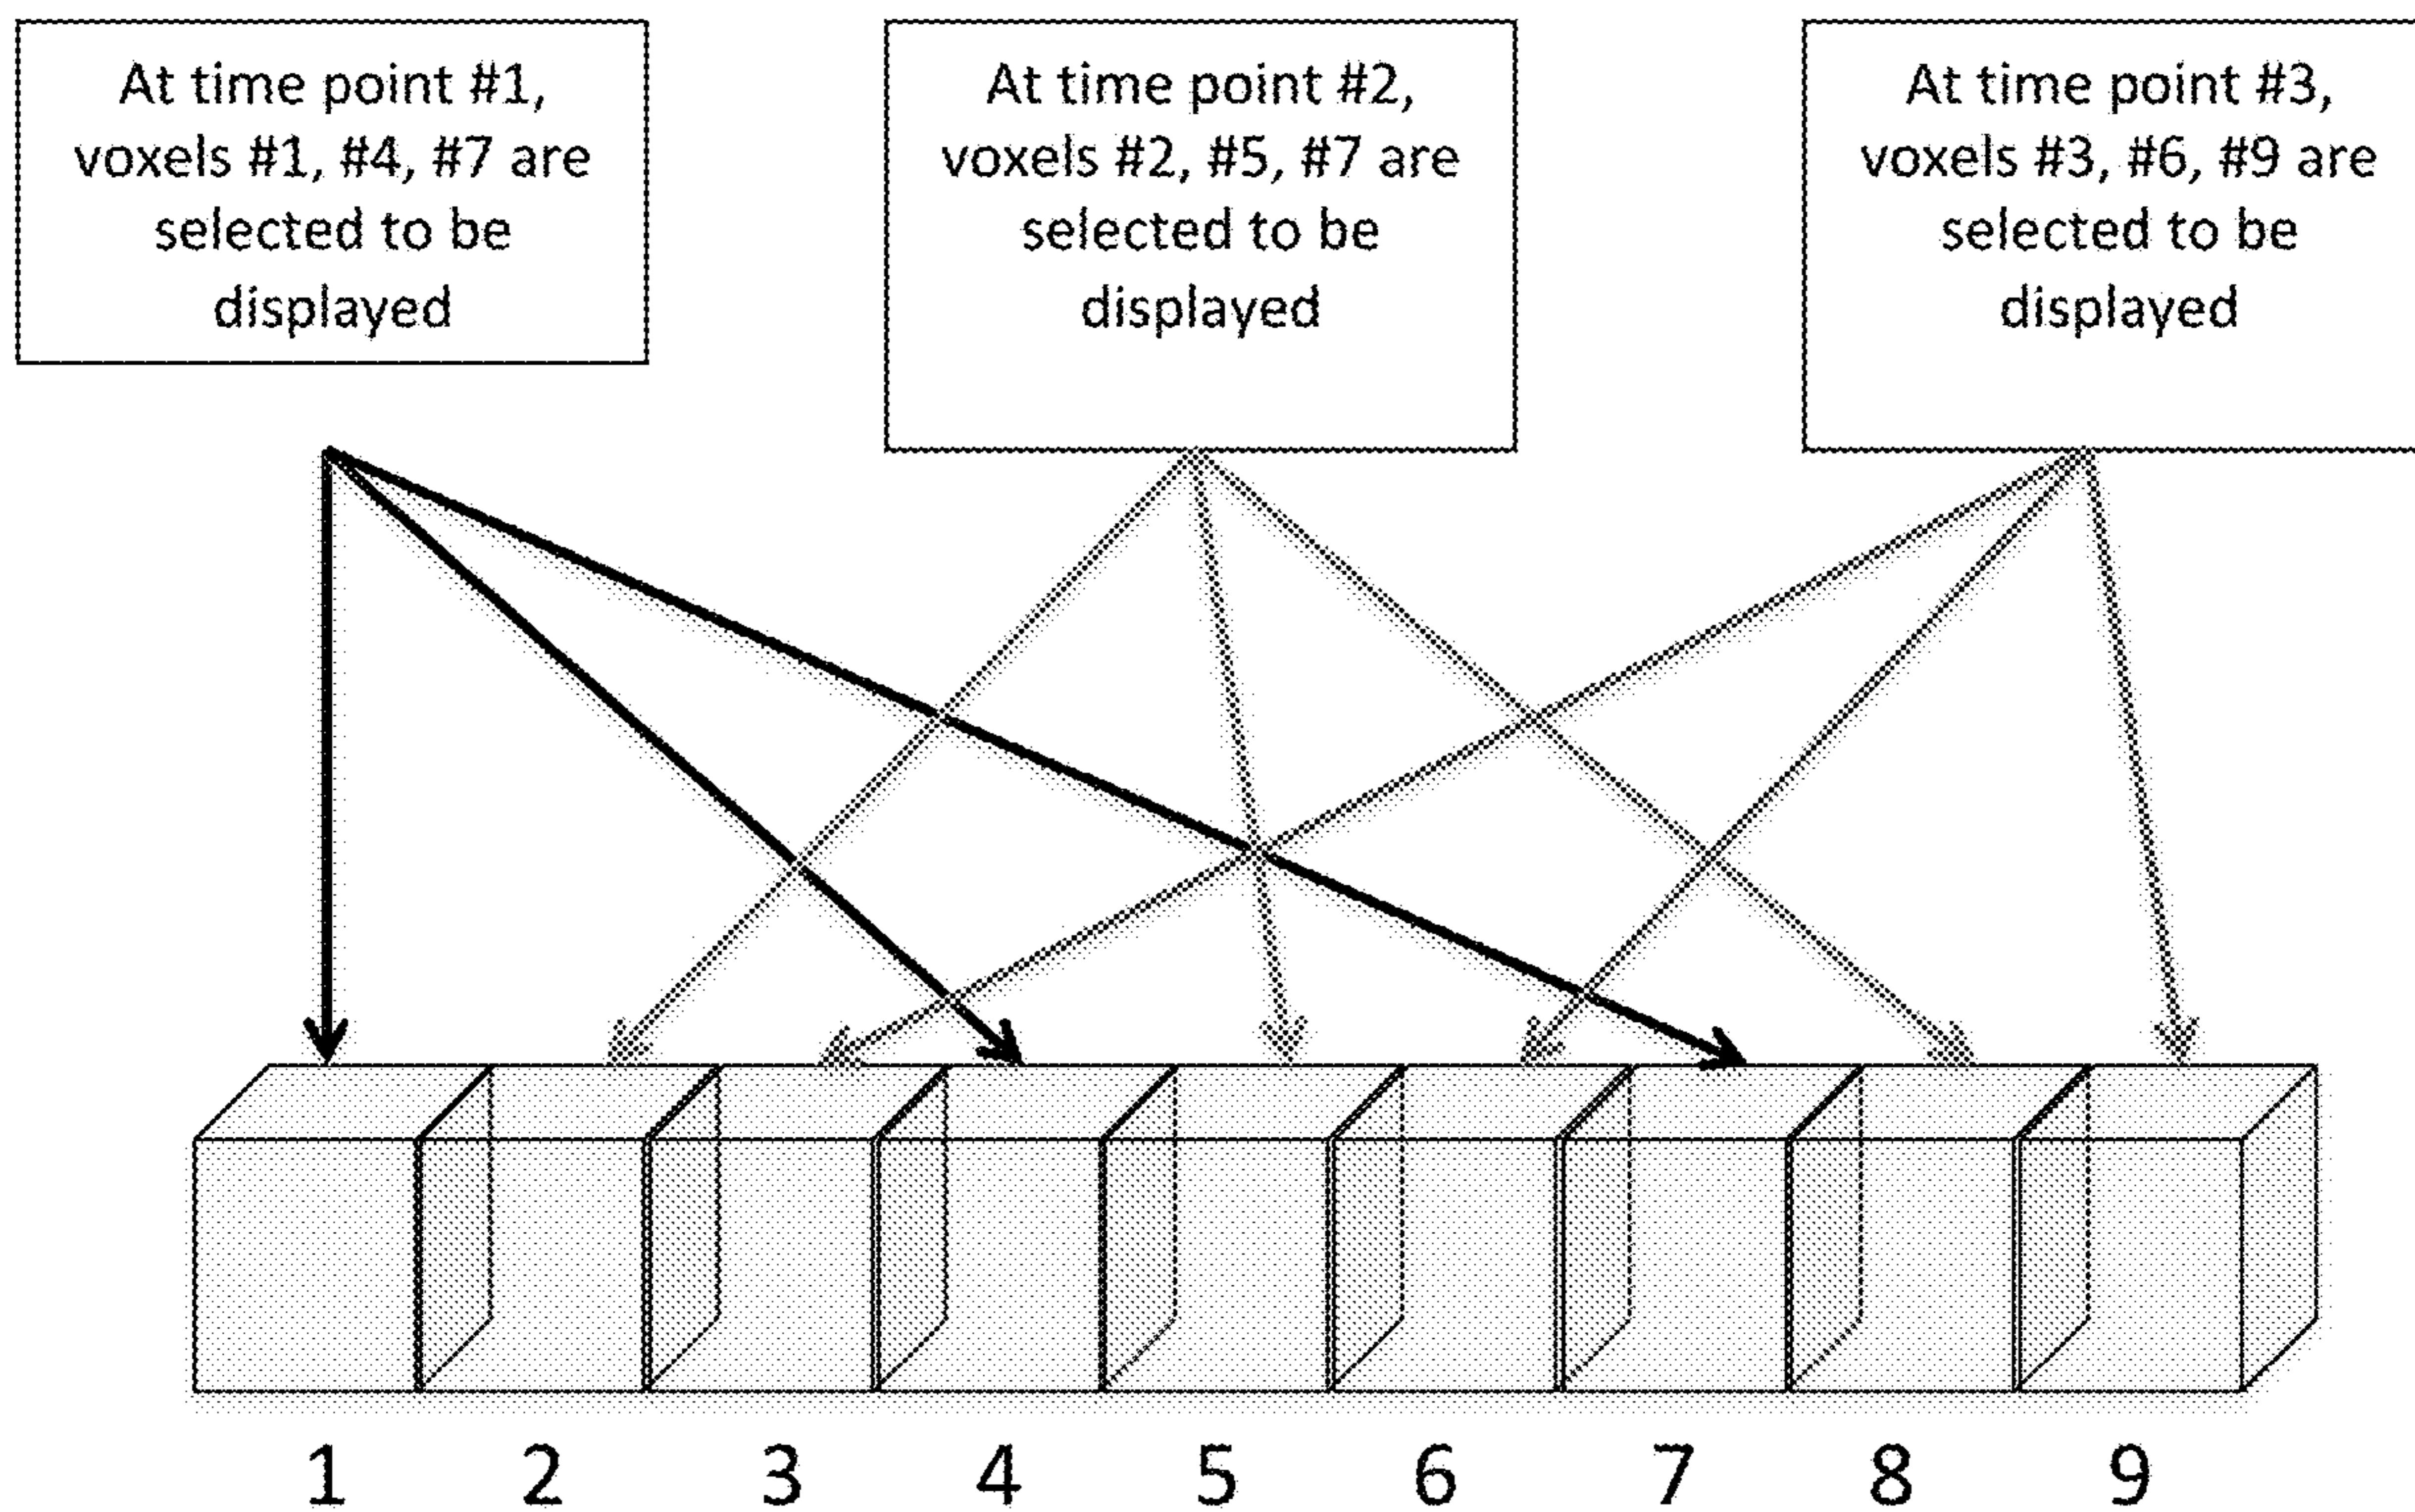 At time point #1,
voxels #1, #4, #7 are
selected to be
displayed
At time point #2,
voxels #2, #5, #7 are
selected to be
displayed
At time point #3,
voxels #3, #6, #9 are
selected to be
displayed
1 2 3 4 5 6 7 8 9